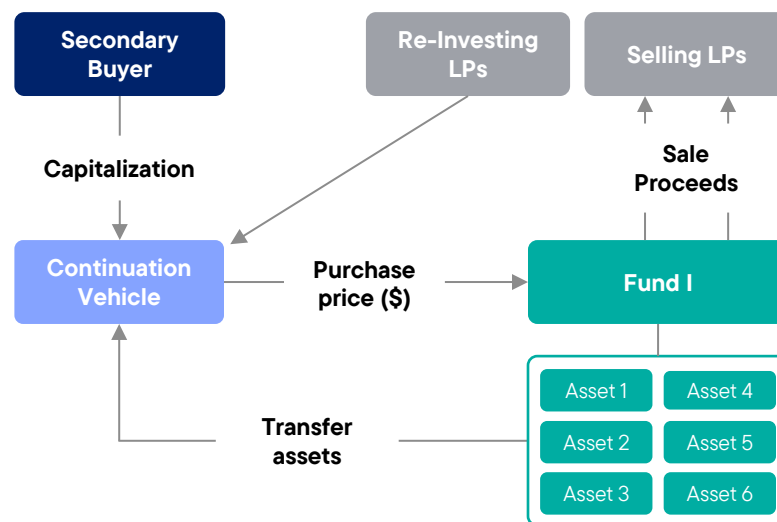 Secondary
Buyer
Re-Investing
LPs
Selling LPs
Capitalization
Sale
Proceeds
Continuation
Vehicle
Purchase
price ($)
Fund I
Asset 1
Asset 4
Transfer
assets
Asset 2
Asset 5
Asset 3
Asset 6